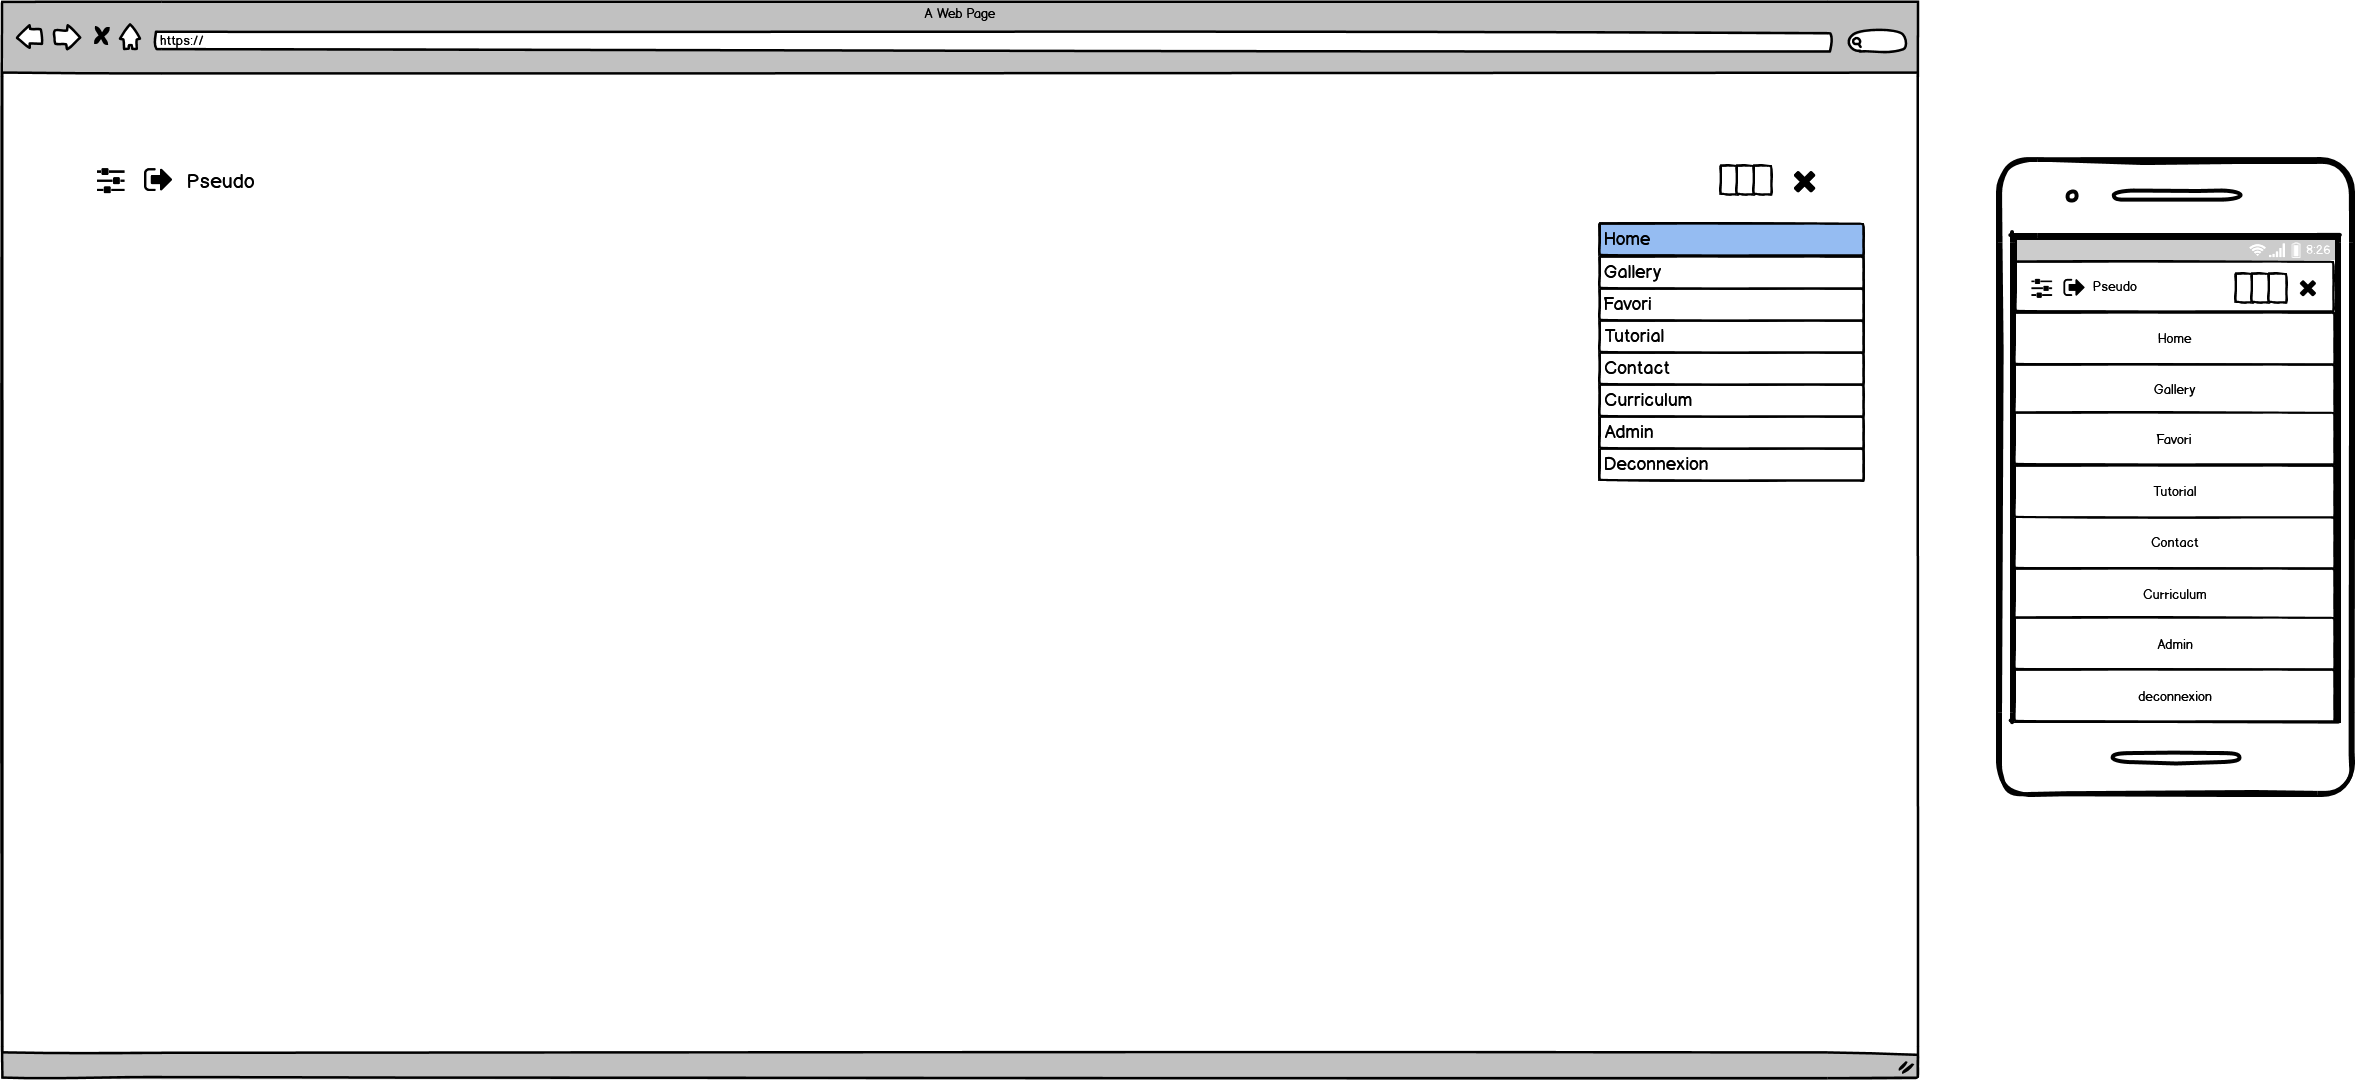 A Web Page
https://
Pseudo
Home
Gallery
Favori
Tutorial
Contact
Curriculum
Admin
Deconnexion
8:26
Pseudo
Home
Gallery
Favori
Tutorial
Contact
Curriculum
Admin
deconnexion